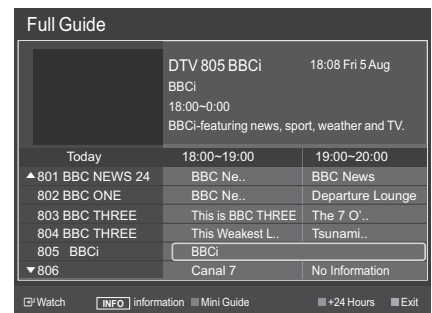 Full Guide
DTV 805 BBCi 18:08 Fri 5 Aug
BBCi
18:00~0:00
BBCi-featuring news, sport, weather and TV.
Today 18:00~19:00 19:00~20:00
▲801 BBC NEWS 24 BBC Ne.. BBC News
802 BBC ONE BBC Ne.. Departure Lounge
803 BBC THREE This is BBC THREE The 7 O'..
804 BBC THREE This Weakest L.. Tsunami..
805 BBCi BBCi
▼806 Canal 7 No Information
Watch INFO information Mini Guide +24 Hours Exit